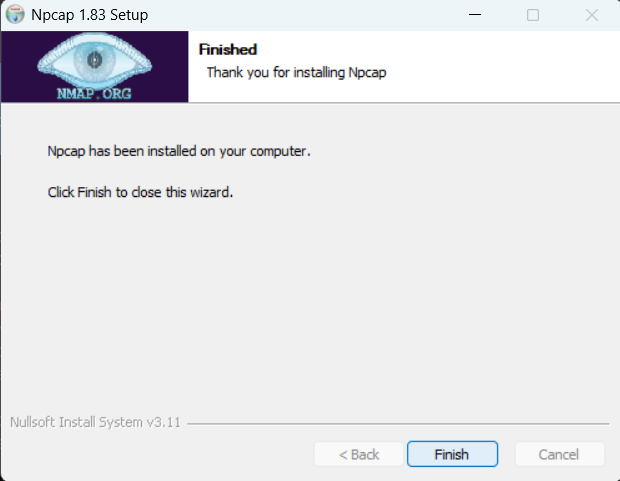 Npcap 1.83 Setup
NMAP.ORG
Finished
Thank you for installing Npcap
Npcap has been installed on your computer.
Click Finish to close this wizard.
Nullsoft Install System v3.11
< Back
Finish
Cancel